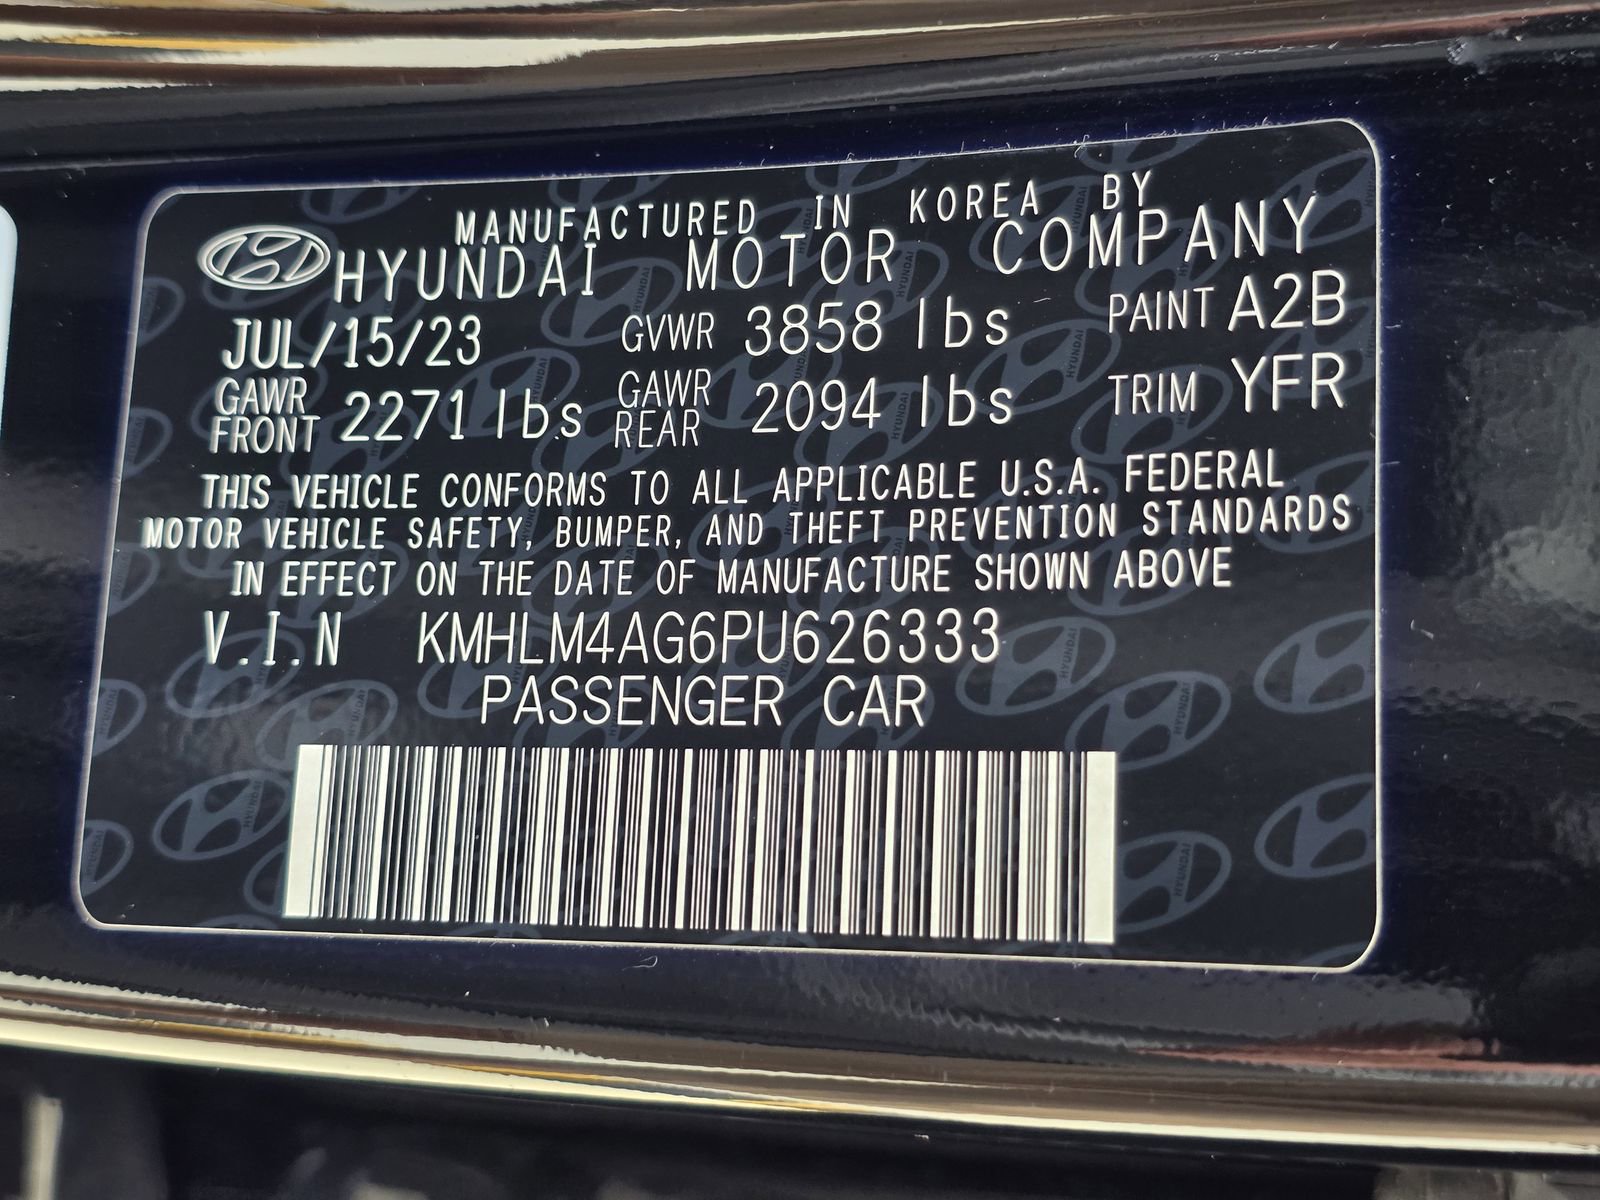 MANUFACTURED IN KOREA BY
HYUNDAI MOTOR COMPANY
JUL/15/23 GVWR 3858 lbs PAINT A2B
GAWR FRONT 2271 lbs GAWR REAR 2094 lbs TRIM YFR
THIS VEHICLE CONFORMS TO ALL APPLICABLE U.S.A. FEDERAL
MOTOR VEHICLE SAFETY, BUMPER, AND THEFT PREVENTION STANDARDS
IN EFFECT ON THE DATE OF MANUFACTURE SHOWN ABOVE
V.I.N KMHLM4AG6PU626333
PASSENGER CAR